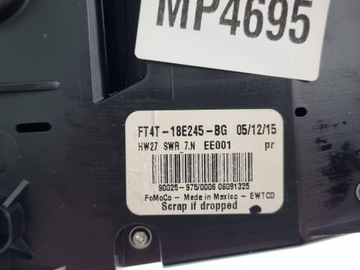 MP4695
FT4T-18E245-BG 05/12/15
HW27 SWR 7.N EE001 pr
90025-975/0006 06091325
FoMoCo - Made in Mexico - EWTCD
Scrap if dropped